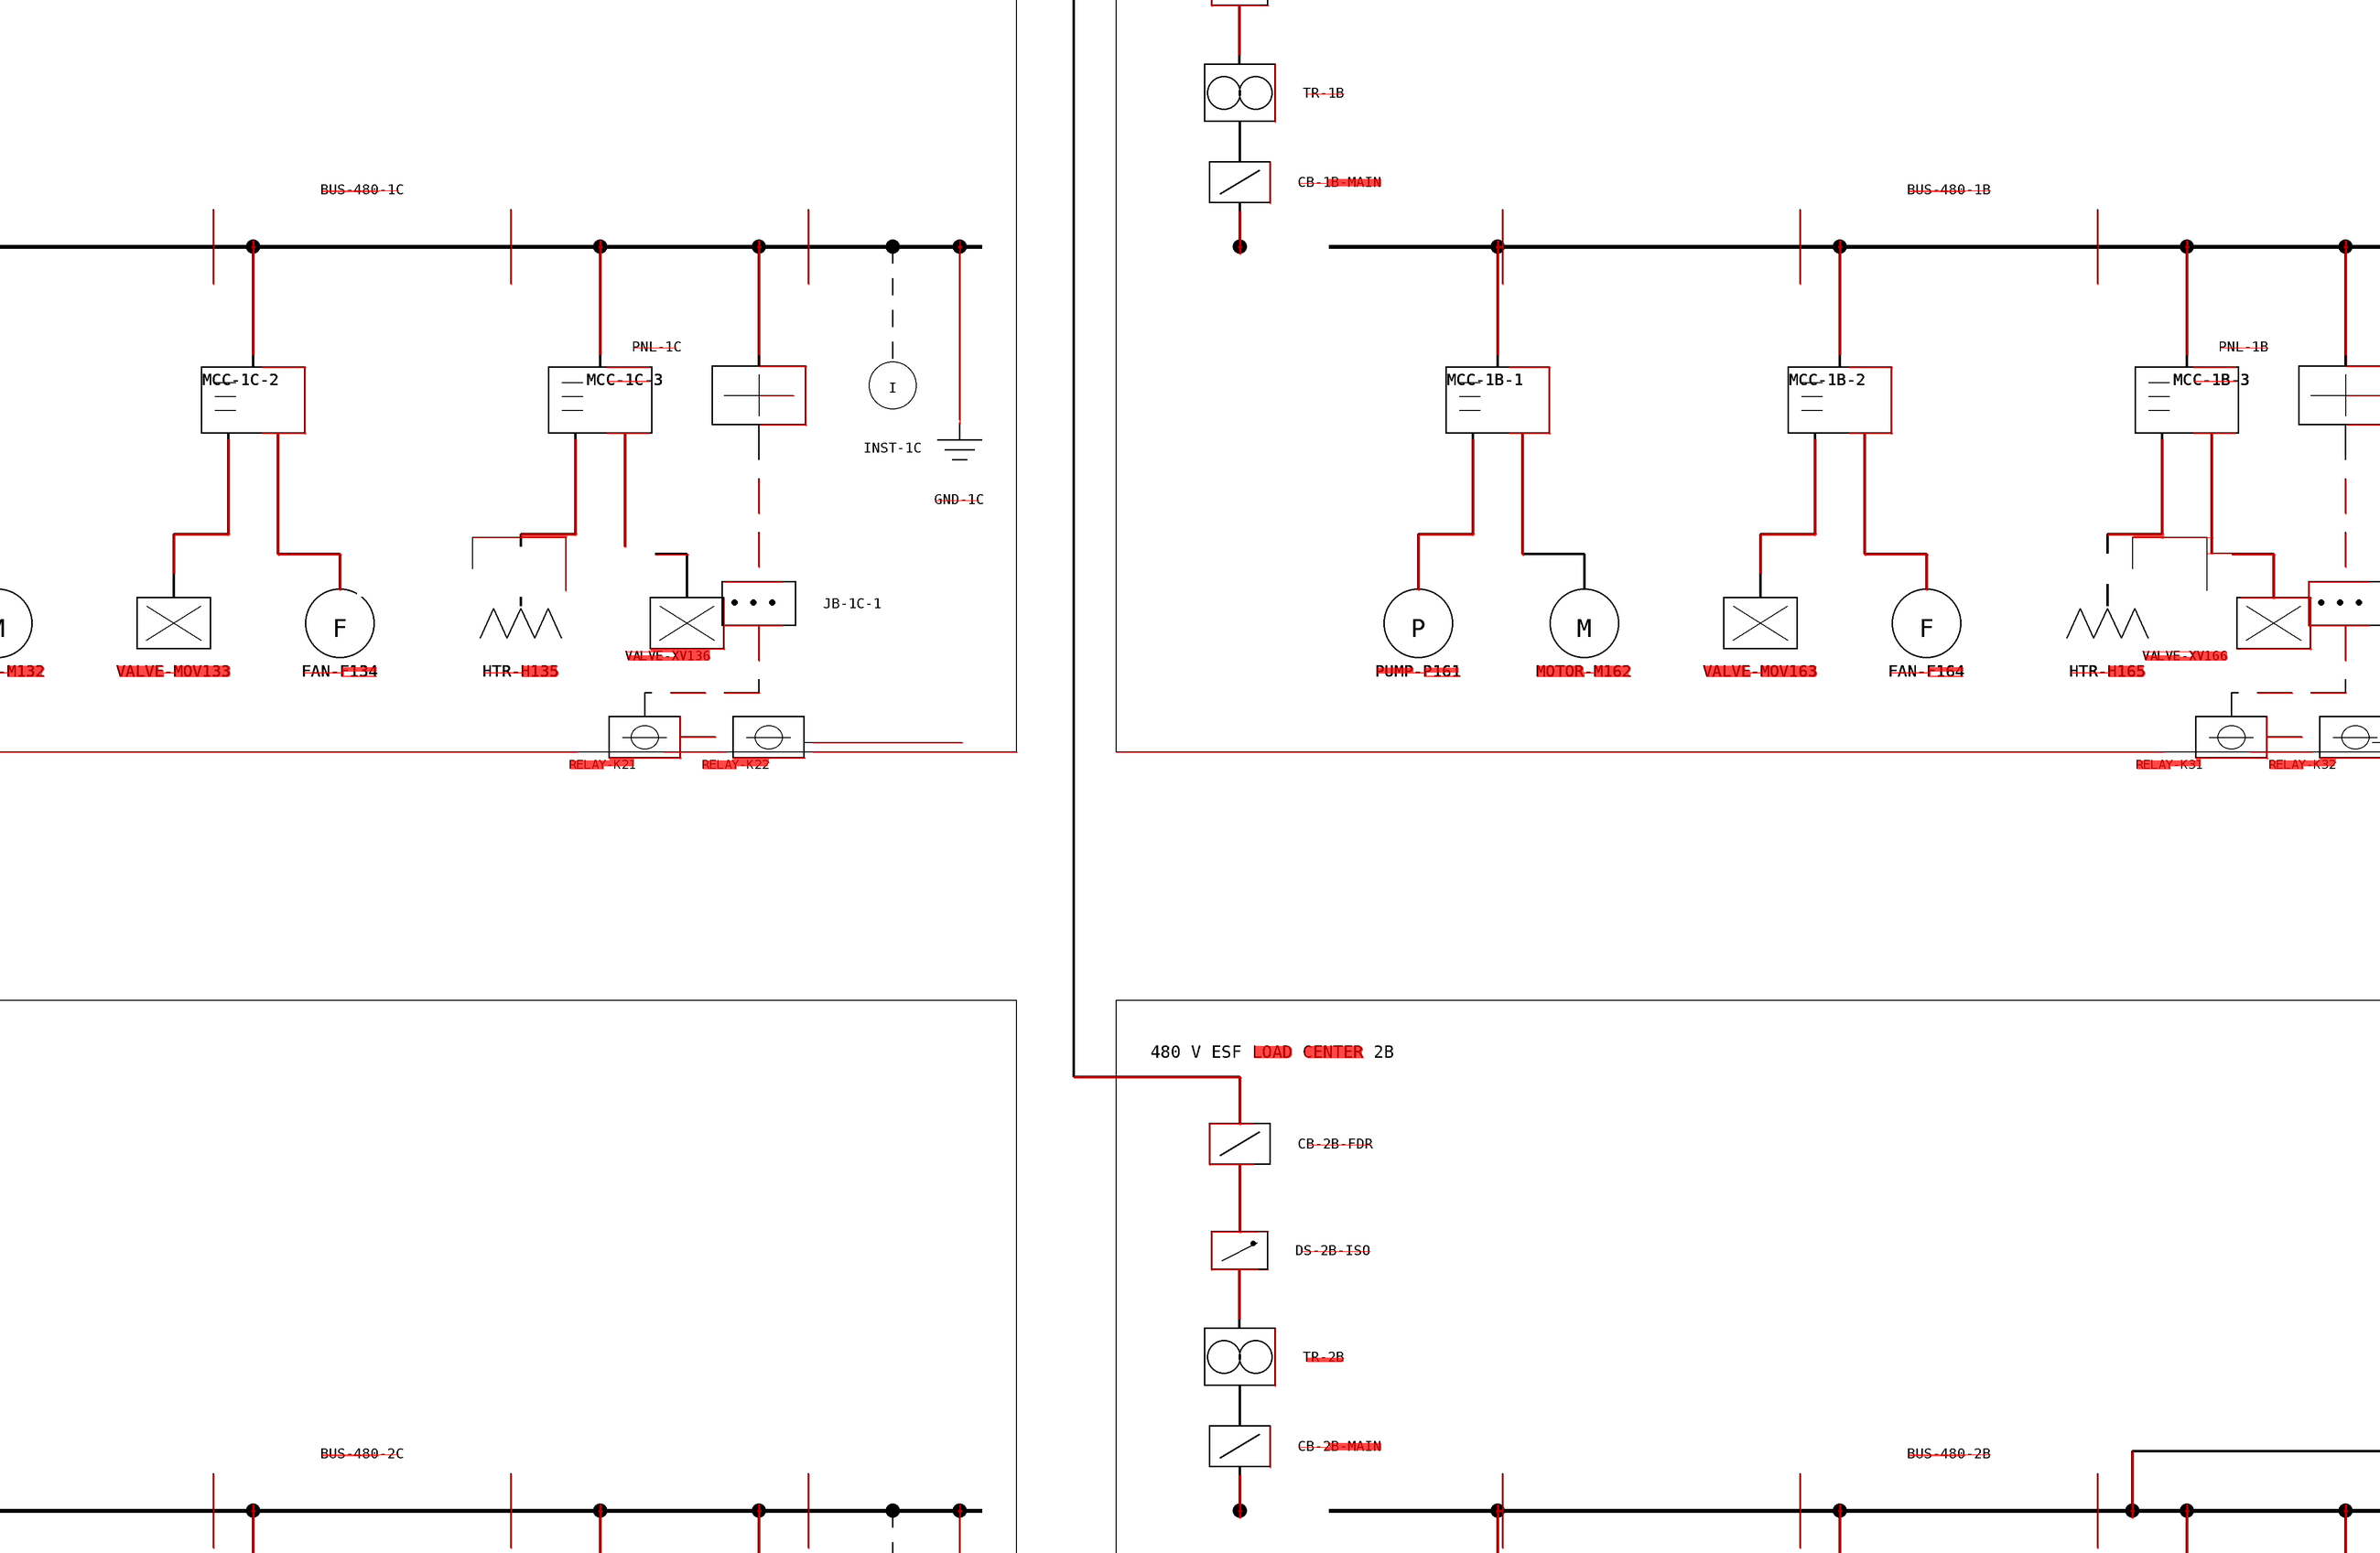 TR-1B
CB-1B-MAIN
BUS-480-1C
BUS-480-1B
PNL-1C
PNL-1B
MCC-1C-2
MCC-1C-3
I
MCC-1B-1
MCC-1B-2
MCC-1B-3
INST-1C
GND-1C
JB-1C-1
F
P
M
F
VALVE-XV136
VALVE-XV166
-M132
VALVE-MOV133
FAN-F134
HTR-H135
PUMP-P161
MOTOR-M162
VALVE-MOV163
FAN-F164
HTR-H165
RELAY-K21
RELAY-K22
RELAY-K31
RELAY-K32
480 V ESF LOAD CENTER 2B
CB-2B-FDR
DS-2B-ISO
TR-2B
CB-2B-MAIN
BUS-480-2C
BUS-480-2B